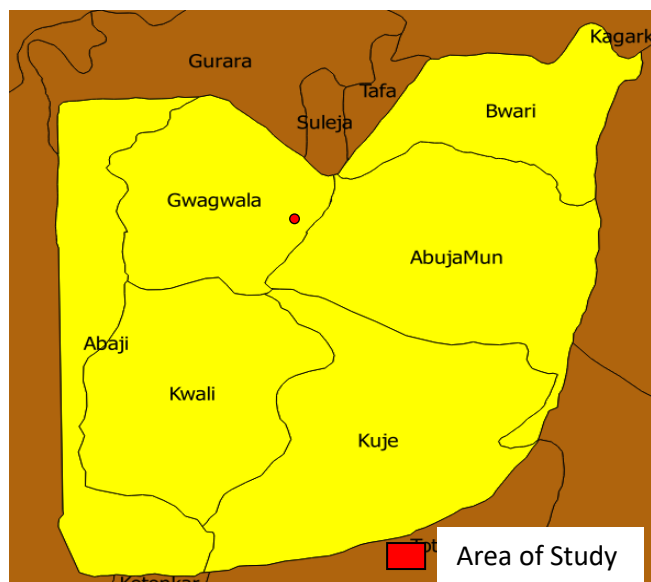 Kagark
Gurara
Tafa
Bwari
Suleja
Gwagwala
AbujaMun
Abaji
Kwali
Kuje
Area of Study